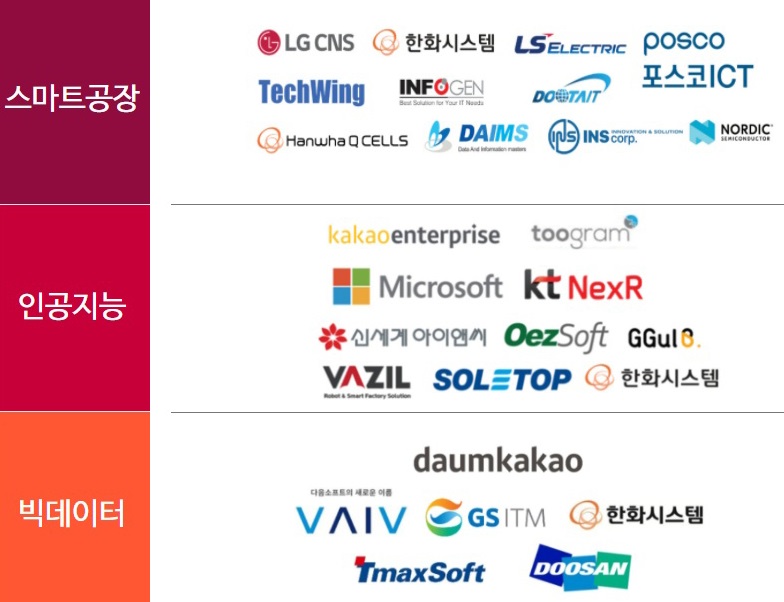 스마트공장
LG CNS 한화시스템 LS ELECTRIC posco
포스코ICT
TechWing INFOGEN DOOTAIT
Best Solution for Your IT Needs
Hanwha Q CELLS DAIMS INS corp. INNOVATION & SOLUTION NORDIC
SEMICONDUCTOR
Data And Information masters
인공지능
kakaoenterprise toogram
Microsoft kt NexR
신세계아이앤씨 OezSoft GGul8.
VAZIL SOLETOP 한화시스템
Robot & Smart Factory Solution
빅데이터
daumkakao
다음소프트의 새로운 이름
VAIV GS ITM 한화시스템
TmaxSoft DOOSAN